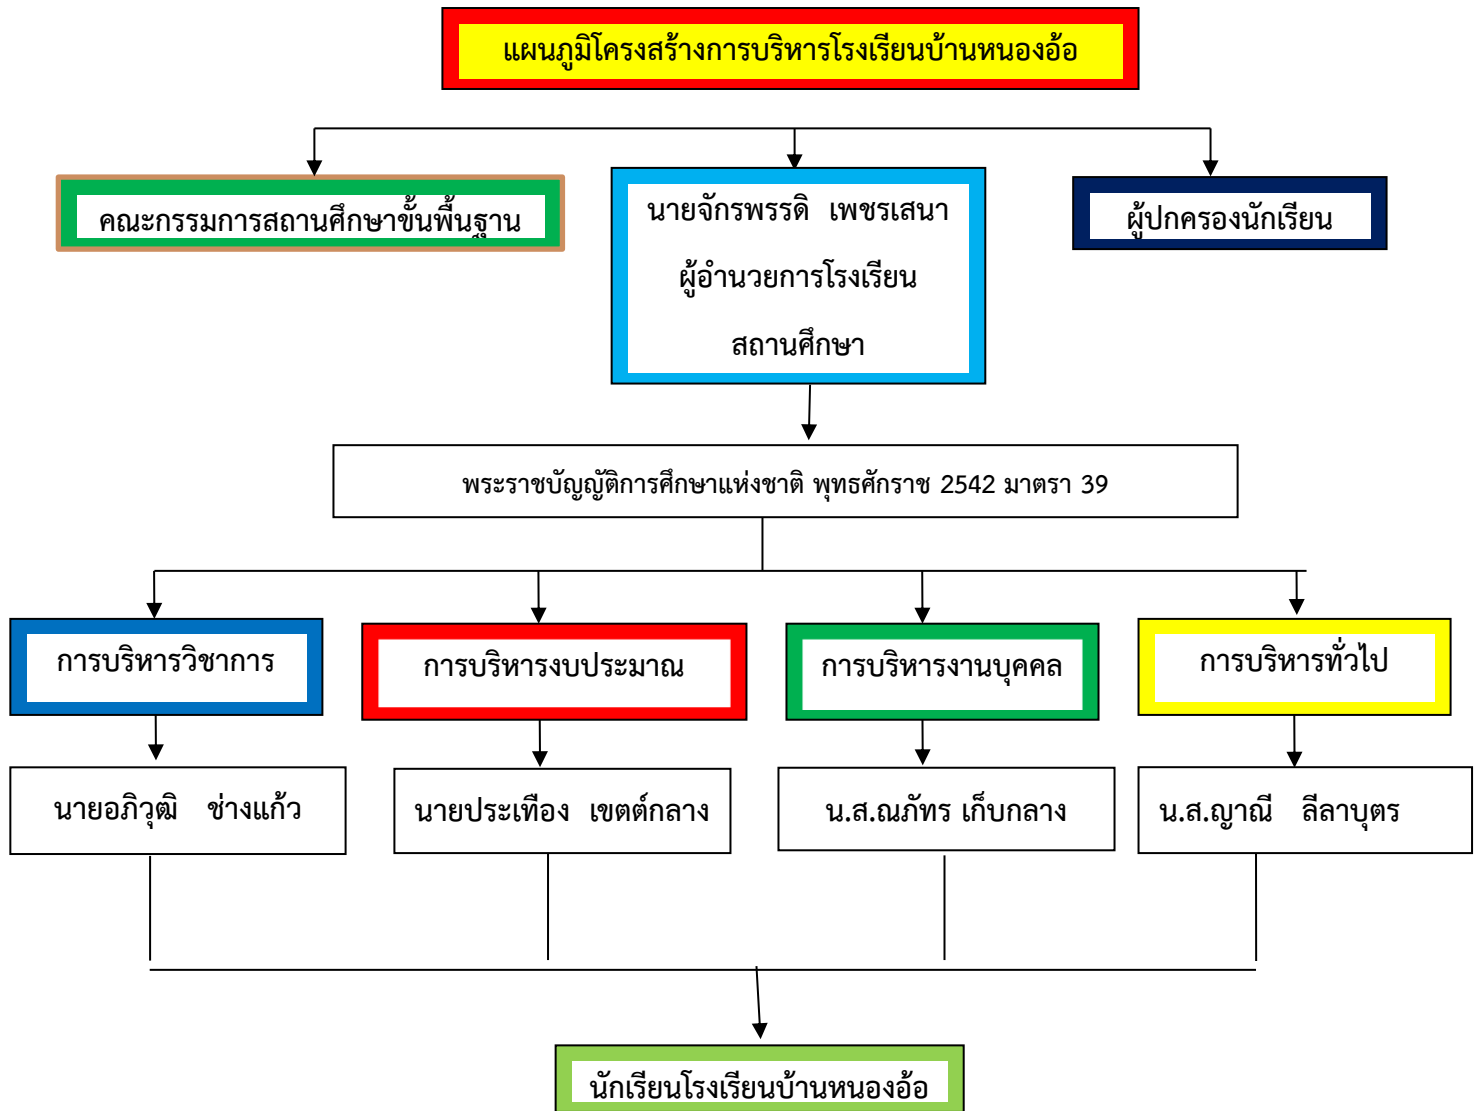 แผนภูมิโครงสร้างการบริหารโรงเรียนบ้านหนองอ้อ
คณะกรรมการสถานศึกษาขั้นพื้นฐาน
นายจักรพรรดิ เพชรเสนา
ผู้อำนวยการโรงเรียน
สถานศึกษา
ผู้ปกครองนักเรียน
พระราชบัญญัติการศึกษาแห่งชาติ พุทธศักราช 2542 มาตรา 39
การบริหารวิชาการ
การบริหารงบประมาณ
การบริหารงานบุคคล
การบริหารทั่วไป
นายอภิวุฒิ ช่างแก้ว
นายประเทือง เขตต์กลาง
น.ส.ณภัทร เก็บกลาง
น.ส.ญาณี ลีลาบุตร
นักเรียนโรงเรียนบ้านหนองอ้อ